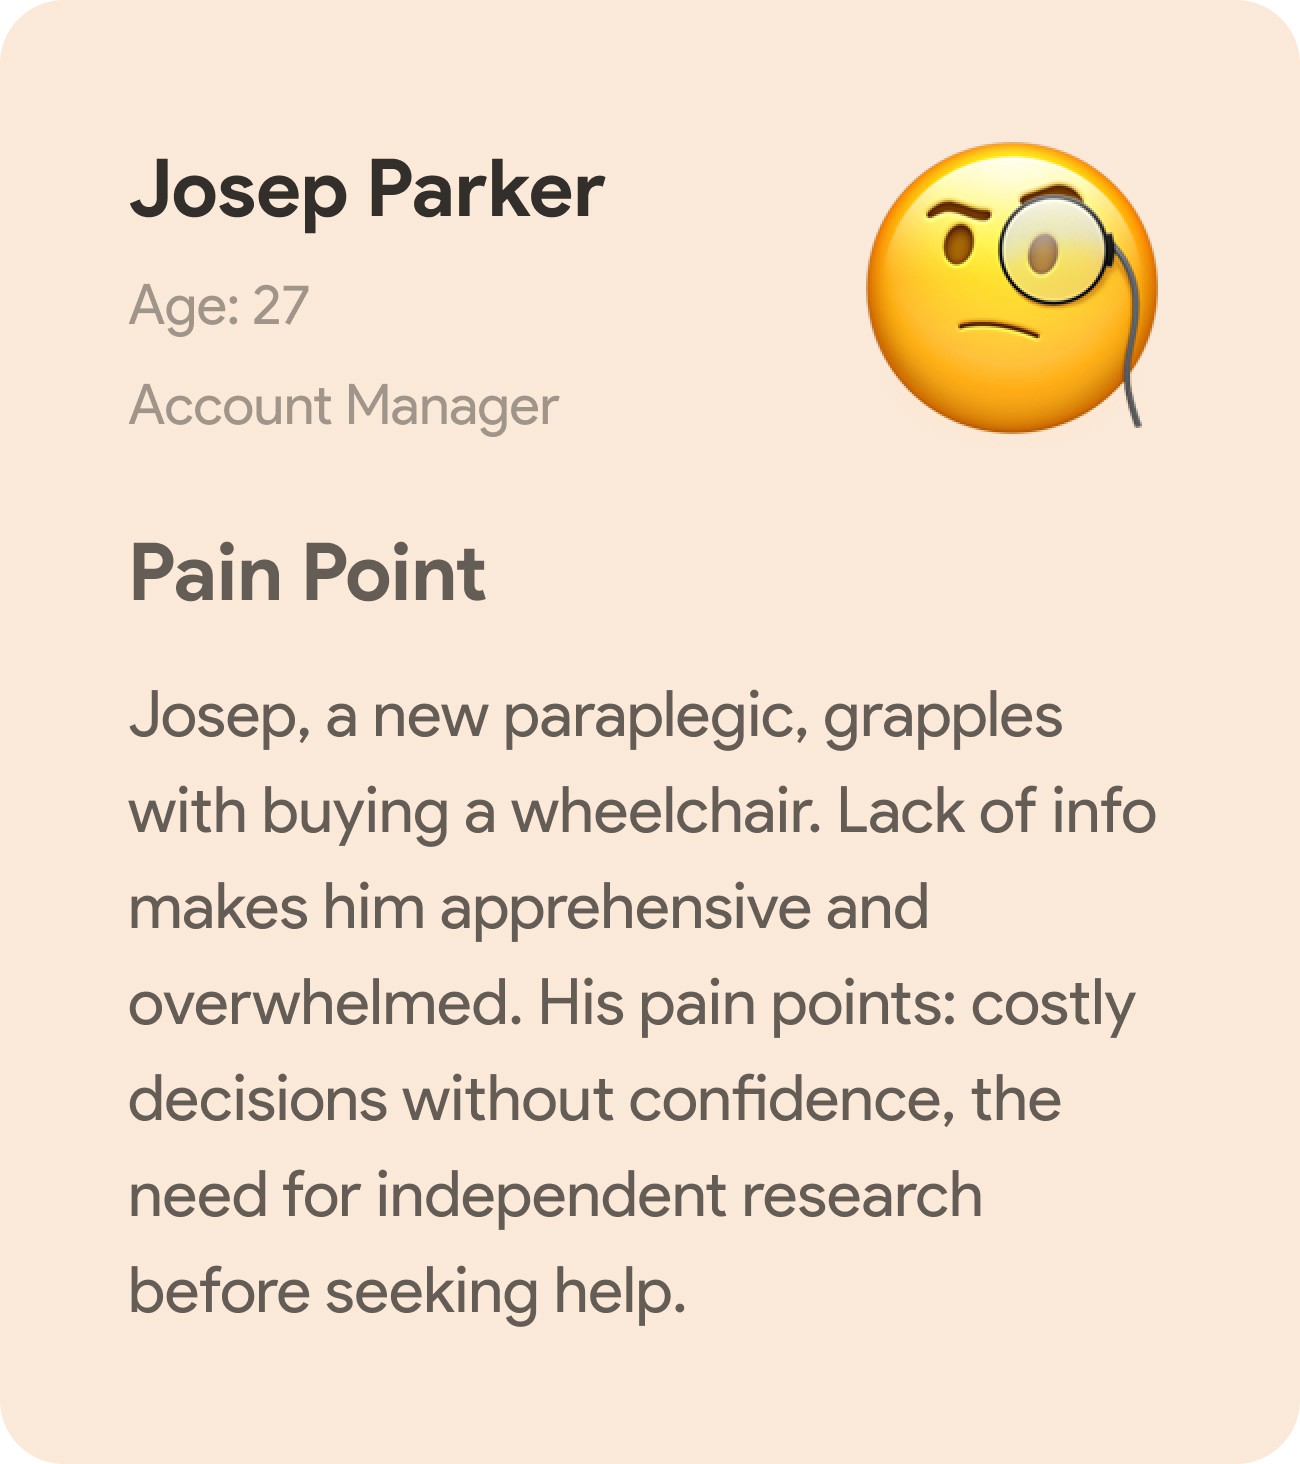 Josep Parker
Age: 27
Account Manager
Pain Point
Josep, a new paraplegic, grapples
with buying a wheelchair. Lack of info
makes him apprehensive and
overwhelmed. His pain points: costly
decisions without confidence, the
need for independent research
before seeking help.